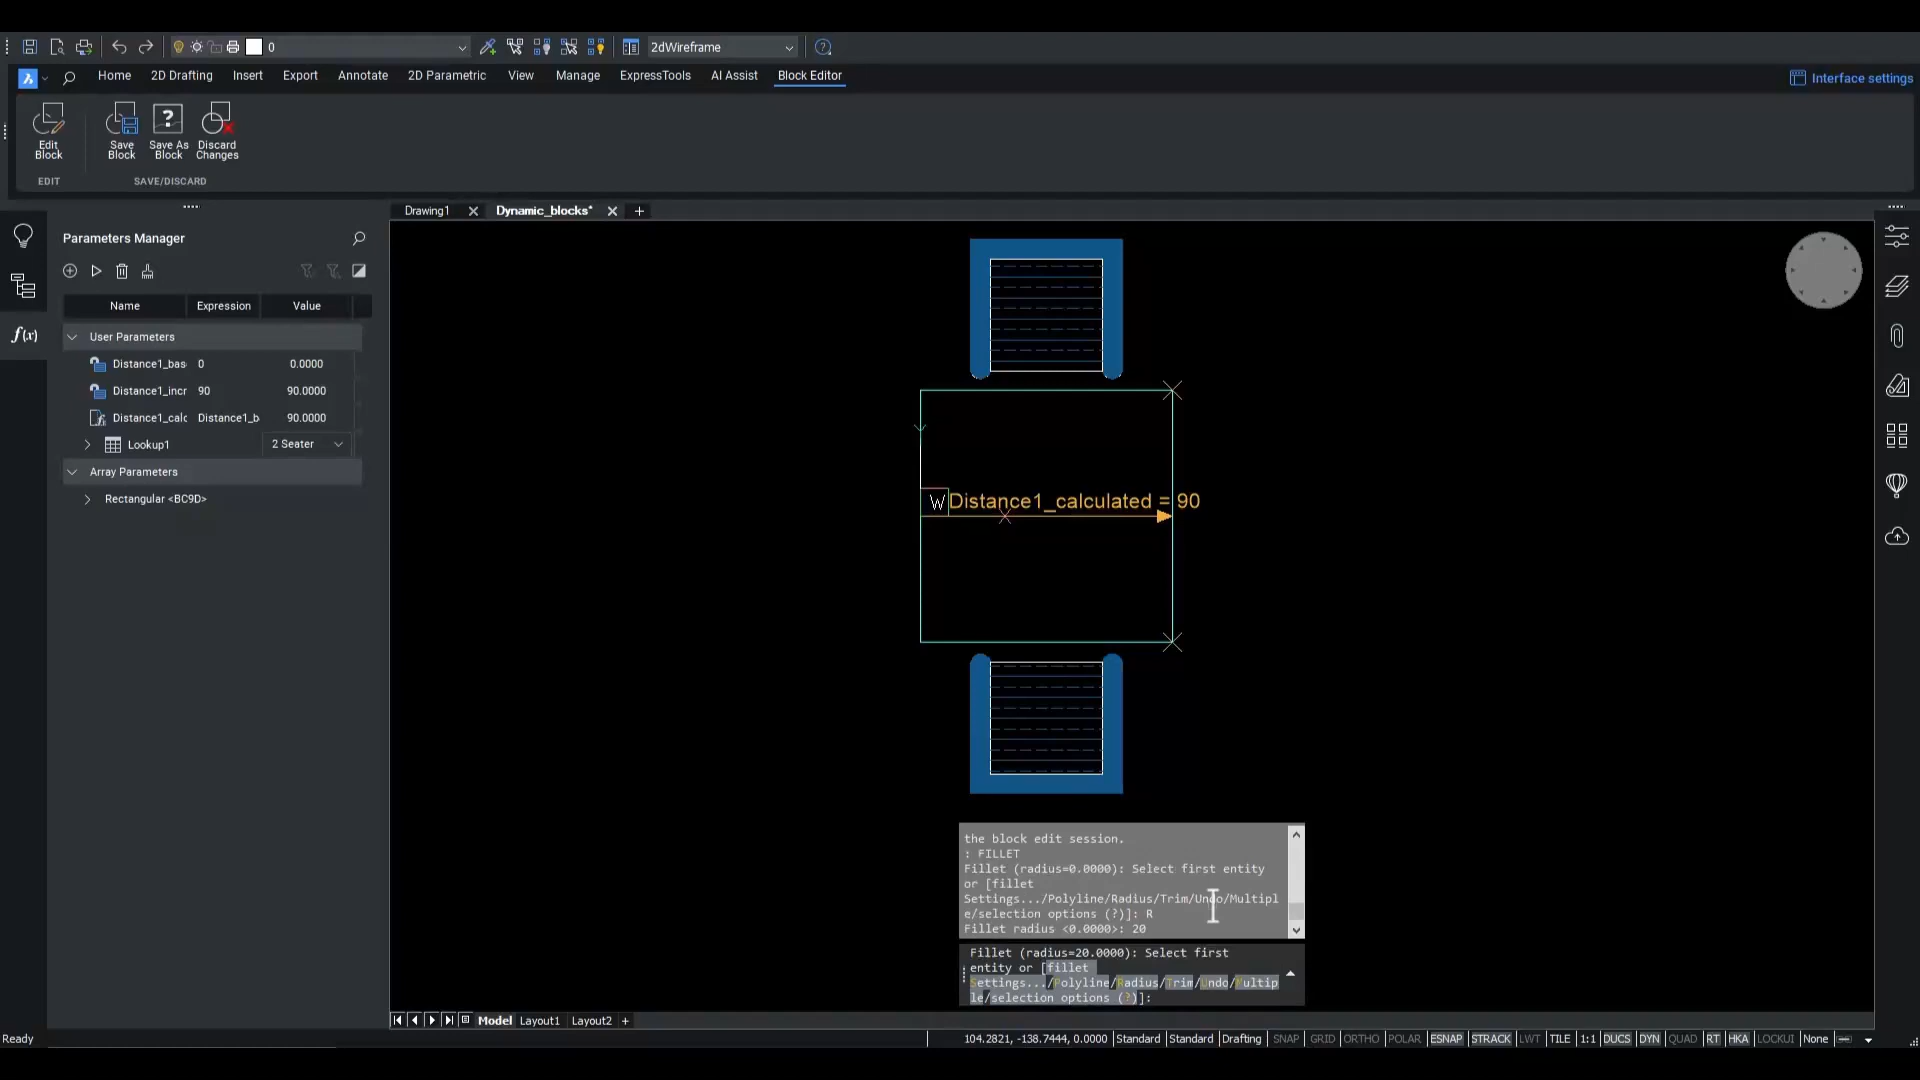 0
2dWireframe
Home 2D Drafting Insert Export Annotate 2D Parametric View Manage ExpressTools AI Assist Block Editor
Interface settings
Edit Block
Save Block
Save As Block
Discard Changes
EDIT
SAVE/DISCARD
Drawing1
Dynamic_blocks*
Parameters Manager
Name Expression Value
f(x)
User Parameters
Distance1_bas 0 0.0000
Distance1_incr 90 90.0000
Distance1_calc Distance1_b 90.0000
Lookup1 2 Seater
Array Parameters
Rectangular <BC9D>
W
Distance1_calculated = 90
the block edit session.
: FILLET
Fillet (radius=0.0000): Select first entity
or [fillet
Settings.../Polyline/Radius/Trim/Undo/Multipl
e/selection options (?)]: R
Fillet radius <0.0000>: 20
Fillet (radius=20.0000): Select first
entity or [fillet
Settings.../Polyline/Radius/Trim/Undo/Multip
le/selection options (?)]:
Model Layout1 Layout2
Ready
104.2821, -138.7444, 0.0000 Standard Standard Drafting SNAP GRID ORTHO POLAR ESNAP STRACK LWT TILE 1:1 DUCS DYN QUAD RT HKA LOCKUI None